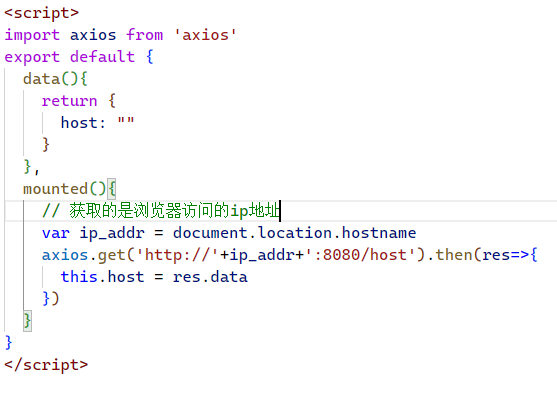 <script>
import axios from 'axios'
export default {
  data(){
    return {
      host: ""
    }
  },
  mounted(){
    // 获取的是浏览器访问的ip地址
    var ip_addr = document.location.hostname
    axios.get('http://'+ip_addr+':8080/host').then(res=>{
      this.host = res.data
    })
  }
}
</script>